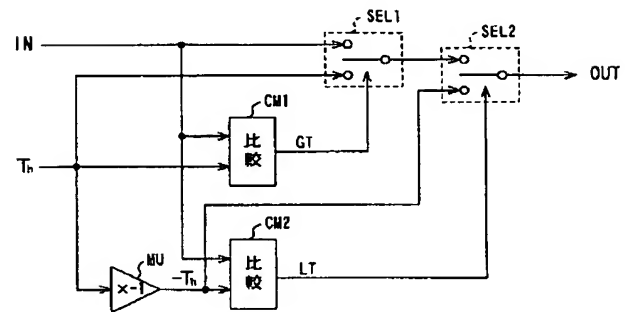 SEL1
IN
SEL2
OUT
CM1
比較
GT
Th
CM2
MU
×-1
-Th
比較
LT